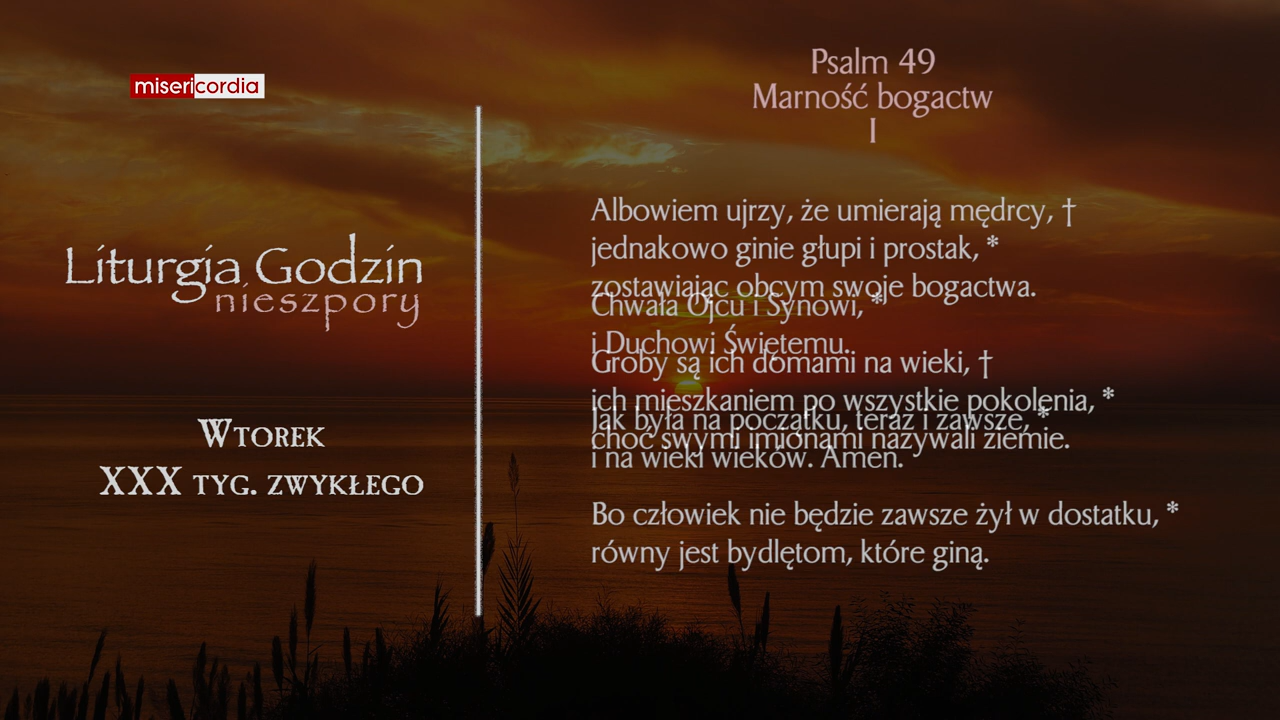 misericordia
Liturgia Godzin
nieszpory
Wtorek
XXX tyg. zwykłego
Psalm 49
Marność bogactw
I
Albowiem ujrzy, że umierają mędrcy, †
jednakowo ginie głupi i prostak, *
zostawiając obcym swoje bogactwa.
Chwała Ojcu i Synowi, *
i Duchowi Świętemu.
Groby są ich domami na wieki, †
ich mieszkaniem po wszystkie pokolenia, *
Jak była na początku, teraz i zawsze, *
choć swymi imionami nazywali ziemie.
i na wieki wieków. Amen.
Bo człowiek nie będzie zawsze żył w dostatku, *
równy jest bydlętom, które giną.